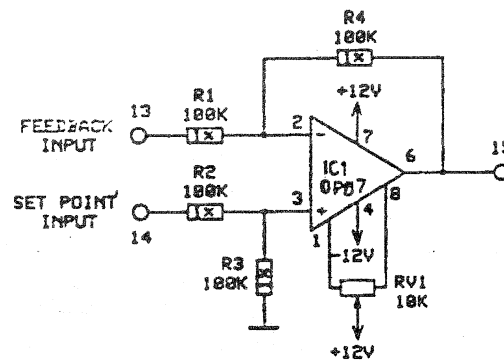 R4
100K
+12V
13
R1
100K
FEEDBACK
INPUT
2
-
7
6
15
IC1
OP07
R2
100K
SET POINT
INPUT
14
3
+
8
4
1
-12V
R3
100K
RV1
10K
+12V